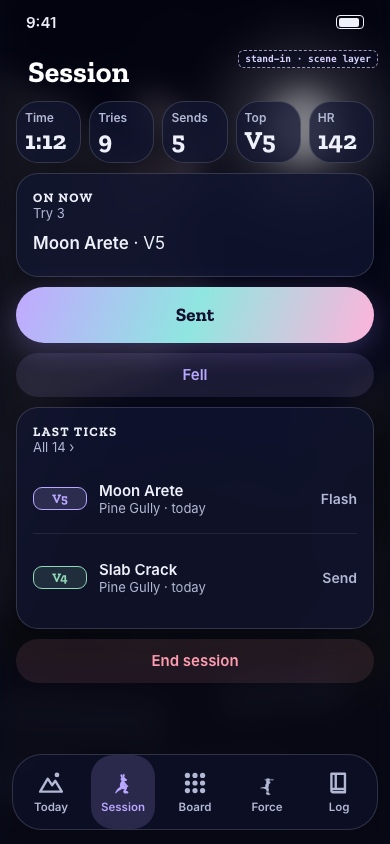 9:41
stand-in · scene layer
Session
Time
1:12
Tries
9
Sends
5
Top
V5
HR
142
ON NOW
Try 3
Moon Arete · V5
Sent
Fell
LAST TICKS
All 14 ›
V5
Moon Arete
Pine Gully · today
Flash
V4
Slab Crack
Pine Gully · today
Send
End session
Today
Session
Board
Force
Log